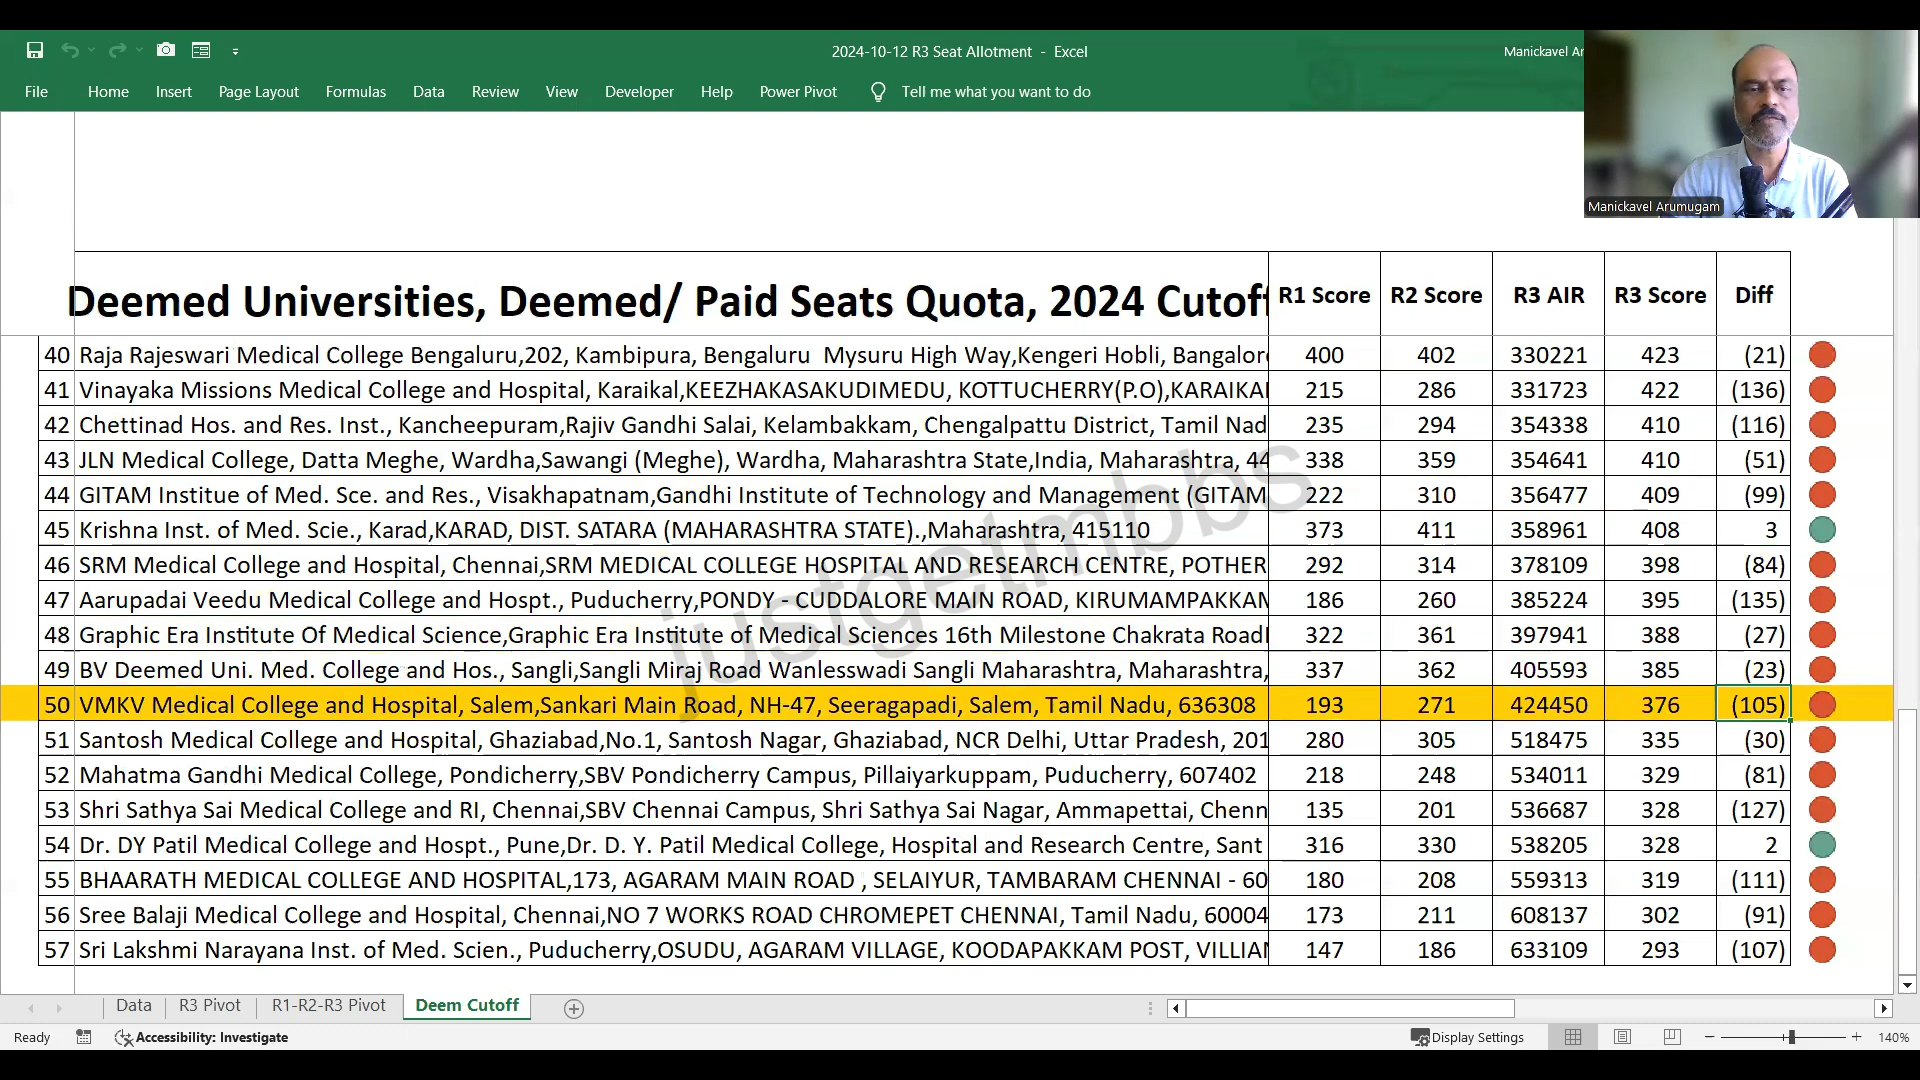 2024-10-12 R3 Seat Allotment - Excel
Manickavel Ar
File Home Insert Page Layout Formulas Data Review View Developer Help Power Pivot Tell me what you want to do
Manickavel Arumugam
Deemed Universities, Deemed/ Paid Seats Quota, 2024 Cutoff R1 Score R2 Score R3 AIR R3 Score Diff
40 Raja Rajeswari Medical College Bengaluru,202, Kambipura, Bengaluru Mysuru High Way,Kengeri Hobli, Bangalore 400 402 330221 423 (21)
41 Vinayaka Missions Medical College and Hospital, Karaikal,KEEZHAKASAKUDIMEDU, KOTTUCHERRY(P.O),KARAIKAL 215 286 331723 422 (136)
42 Chettinad Hos. and Res. Inst., Kancheepuram,Rajiv Gandhi Salai, Kelambakkam, Chengalpattu District, Tamil Nad 235 294 354338 410 (116)
43 JLN Medical College, Datta Meghe, Wardha,Sawangi (Meghe), Wardha, Maharashtra State,India, Maharashtra, 44 338 359 354641 410 (51)
44 GITAM Institue of Med. Sce. and Res., Visakhapatnam,Gandhi Institute of Technology and Management (GITAM 222 310 356477 409 (99)
45 Krishna Inst. of Med. Scie., Karad,KARAD, DIST. SATARA (MAHARASHTRA STATE).,Maharashtra, 415110 373 411 358961 408 3
46 SRM Medical College and Hospital, Chennai,SRM MEDICAL COLLEGE HOSPITAL AND RESEARCH CENTRE, POTHER 292 314 378109 398 (84)
47 Aarupadai Veedu Medical College and Hospt., Puducherry,PONDY - CUDDALORE MAIN ROAD, KIRUMAMPAKKAM 186 260 385224 395 (135)
48 Graphic Era Institute Of Medical Science,Graphic Era Institute of Medical Sciences 16th Milestone Chakrata Road 322 361 397941 388 (27)
49 BV Deemed Uni. Med. College and Hos., Sangli,Sangli Miraj Road Wanlesswadi Sangli Maharashtra, Maharashtra, 337 362 405593 385 (23)
50 VMKV Medical College and Hospital, Salem,Sankari Main Road, NH-47, Seeragapadi, Salem, Tamil Nadu, 636308 193 271 424450 376 (105)
51 Santosh Medical College and Hospital, Ghaziabad,No.1, Santosh Nagar, Ghaziabad, NCR Delhi, Uttar Pradesh, 201 280 305 518475 335 (30)
52 Mahatma Gandhi Medical College, Pondicherry,SBV Pondicherry Campus, Pillaiyarkuppam, Puducherry, 607402 218 248 534011 329 (81)
53 Shri Sathya Sai Medical College and RI, Chennai,SBV Chennai Campus, Shri Sathya Sai Nagar, Ammapettai, Chenn 135 201 536687 328 (127)
54 Dr. DY Patil Medical College and Hospt., Pune,Dr. D. Y. Patil Medical College, Hospital and Research Centre, Sant 316 330 538205 328 2
55 BHAARATH MEDICAL COLLEGE AND HOSPITAL,173, AGARAM MAIN ROAD , SELAIYUR, TAMBARAM CHENNAI - 60 180 208 559313 319 (111)
56 Sree Balaji Medical College and Hospital, Chennai,NO 7 WORKS ROAD CHROMEPET CHENNAI, Tamil Nadu, 60004 173 211 608137 302 (91)
57 Sri Lakshmi Narayana Inst. of Med. Scien., Puducherry,OSUDU, AGARAM VILLAGE, KOODAPAKKAM POST, VILLIAN 147 186 633109 293 (107)
justgetmbbs
Data R3 Pivot R1-R2-R3 Pivot Deem Cutoff
Ready Accessibility: Investigate Display Settings 140%